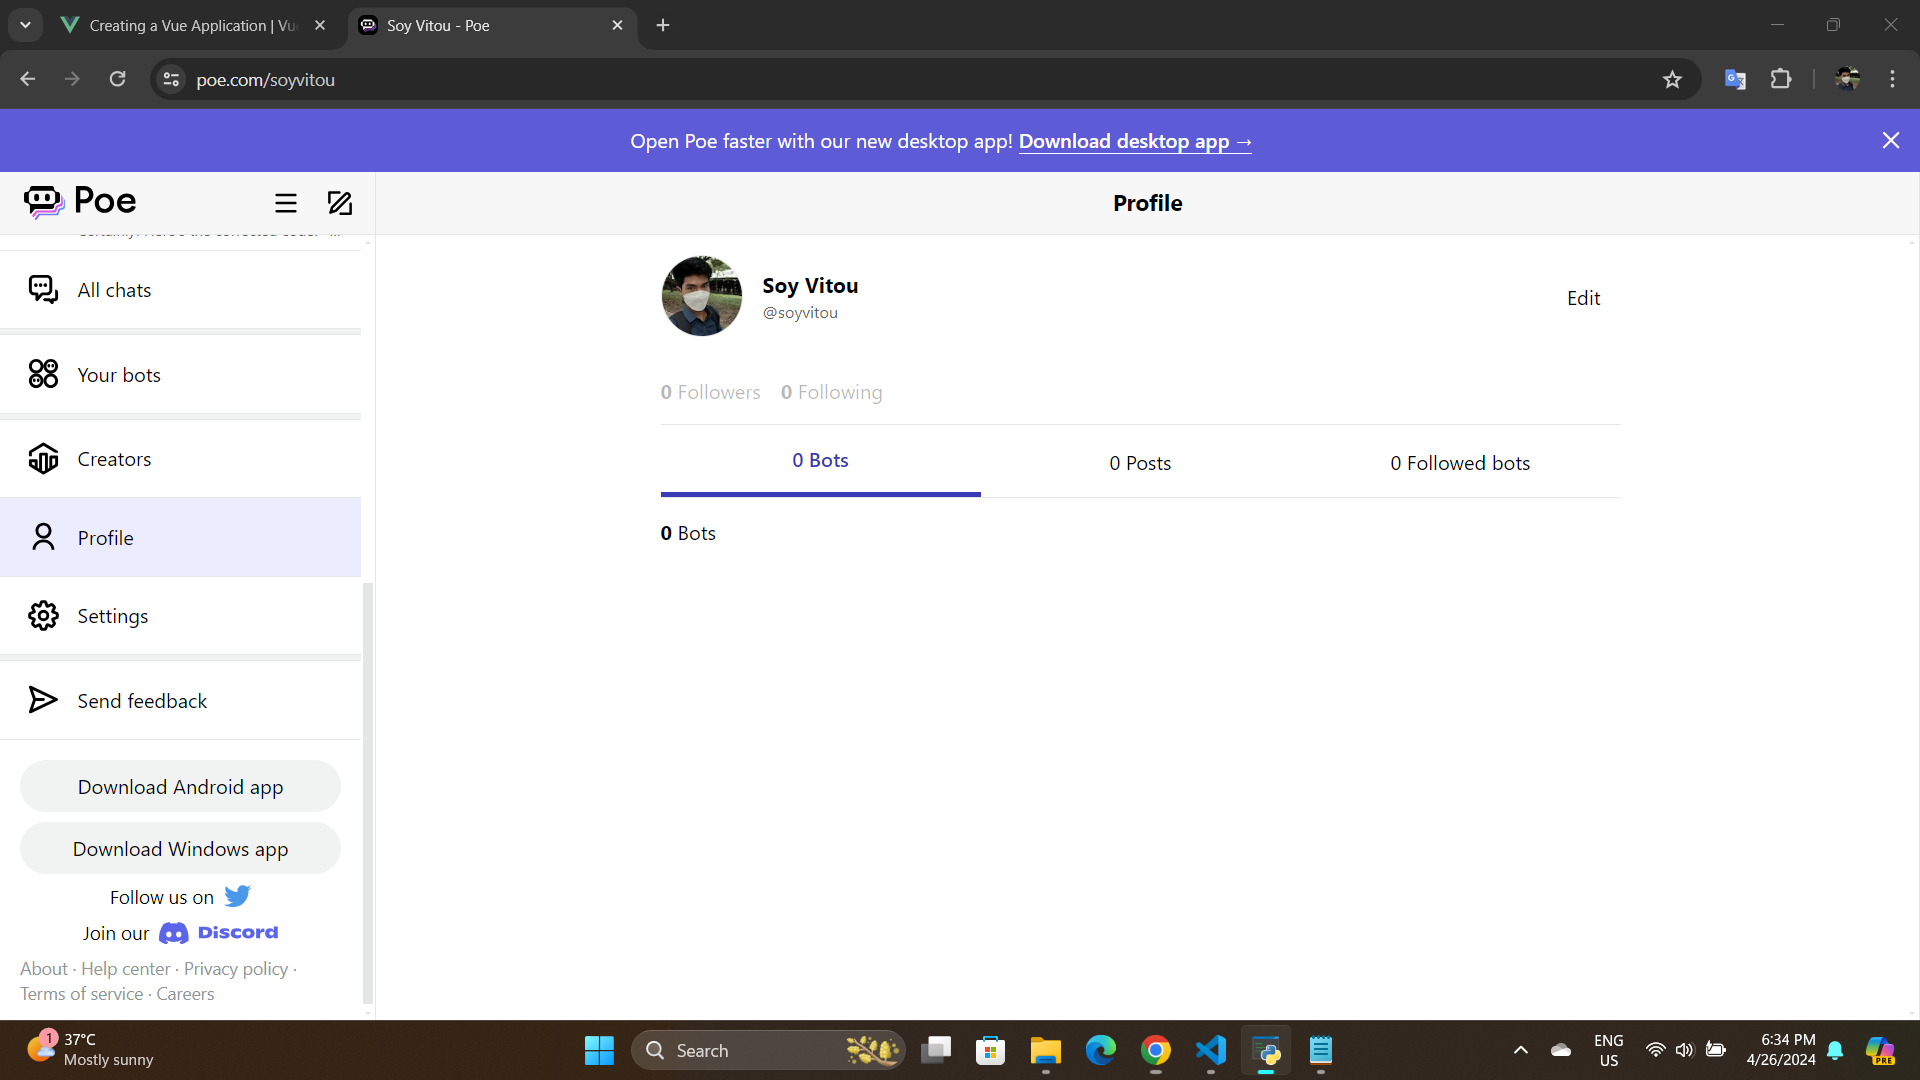 Creating a Vue Application | Vu
Soy Vitou - Poe
poe.com/soyvitou
Open Poe faster with our new desktop app! Download desktop app →
Poe
Profile
All chats
Your bots
Creators
Profile
Settings
Send feedback
Download Android app
Download Windows app
Follow us on
Join our Discord
About · Help center · Privacy policy ·
Terms of service · Careers
Soy Vitou
@soyvitou
Edit
0 Followers 0 Following
0 Bots
0 Posts
0 Followed bots
0 Bots
1
37°C
Mostly sunny
Search
ENG
US
6:34 PM
4/26/2024
PRE